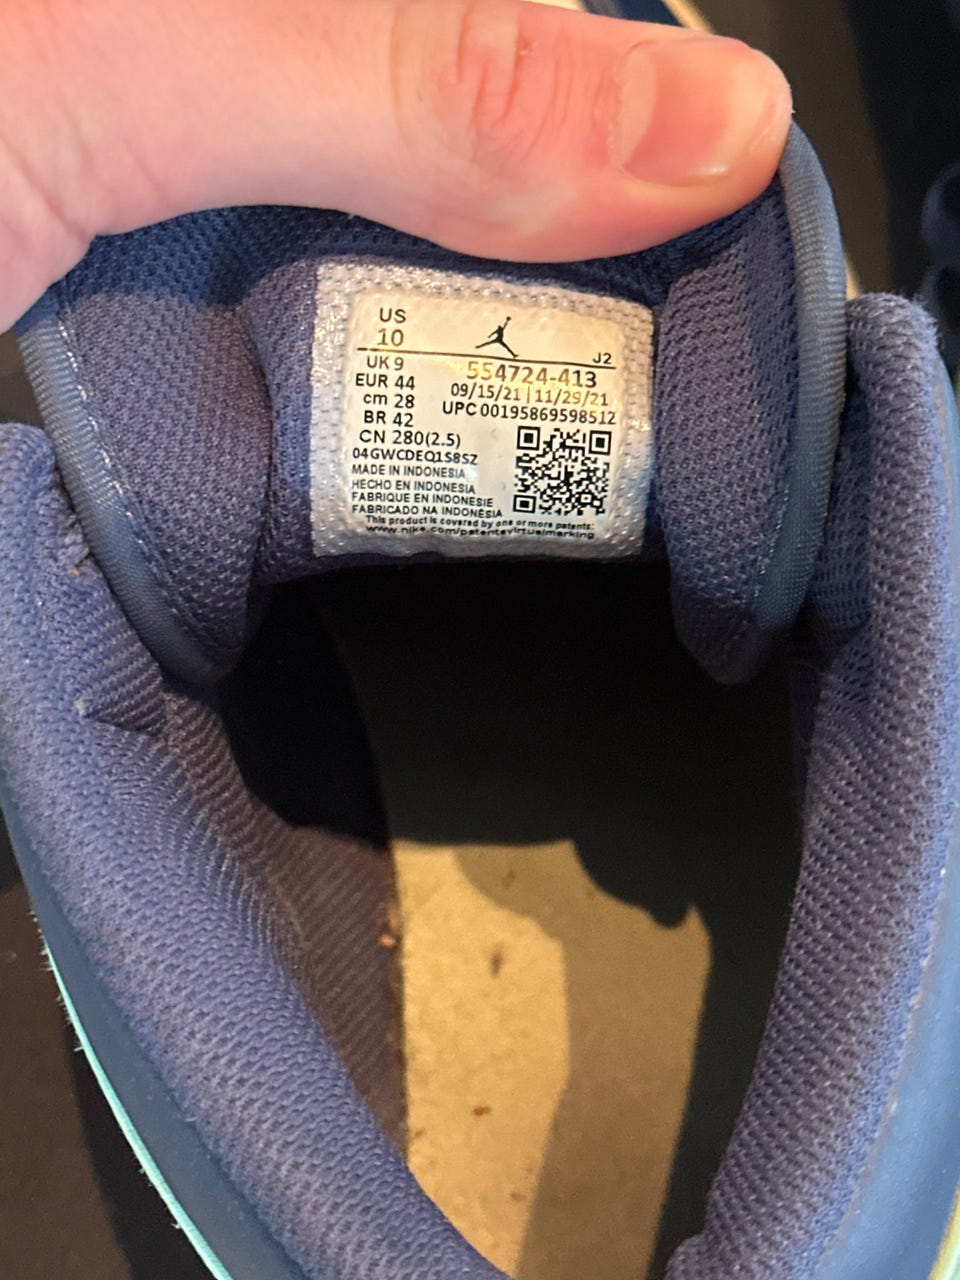 US
10
J2
UK 9
554724-413
EUR 44
09/15/21 | 11/29/21
cm 28
UPC 00195869598512
BR 42
CN 280(2.5)
04GWCDEQ1S8SZ
MADE IN INDONESIA
HECHO EN INDONESIA
FABRIQUE EN INDONESIE
FABRICADO NA INDONÉSIA
This product is covered by one or more patents:
www.nike.com/patentsvirtualmarking